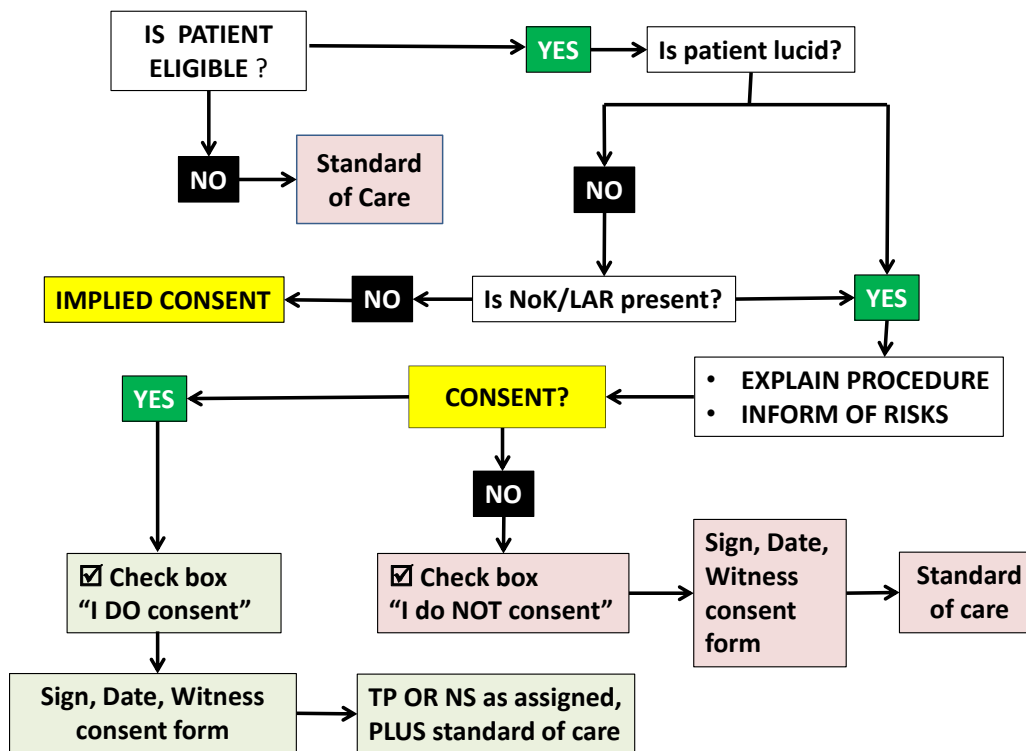 IS PATIENT
ELIGIBLE ?
YES
Is patient lucid?
NO
Standard
of Care
NO
IMPLIED CONSENT
NO
Is NoK/LAR present?
YES
• EXPLAIN PROCEDURE
• INFORM OF RISKS
CONSENT?
YES
NO
☑ Check box
“I DO consent”
☑ Check box
“I do NOT consent”
Sign, Date,
Witness
consent
form
Standard
of care
Sign, Date, Witness
consent form
TP OR NS as assigned,
PLUS standard of care